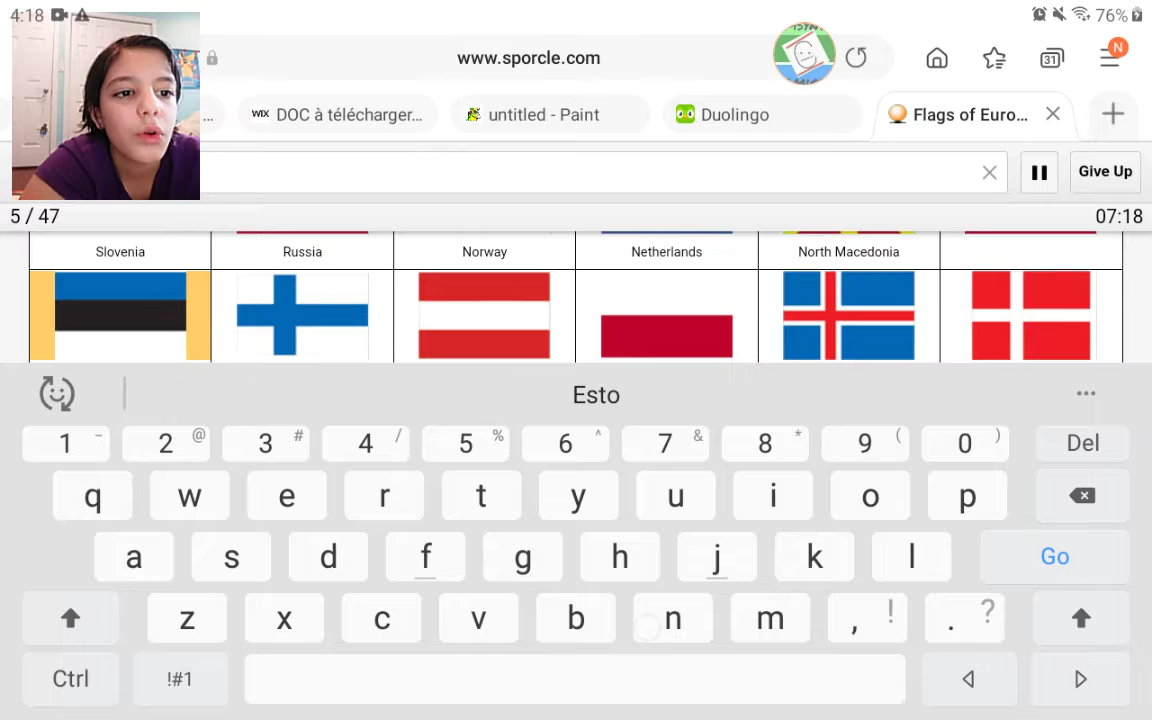 4:18 76%
www.sporcle.com 31 N
... WIX DOC à télécharger... untitled - Paint Duolingo Flags of Euro...
Give Up
5 / 47 07:18
Slovenia Russia Norway Netherlands North Macedonia
Esto ...
1 - 2 @ 3 # 4 / 5 % 6 ^ 7 & 8 * 9 ( 0 ) Del
q w e r t y u i o p
a s d f g h j k l Go
z x c v b n m , ! . ?
Ctrl !#1